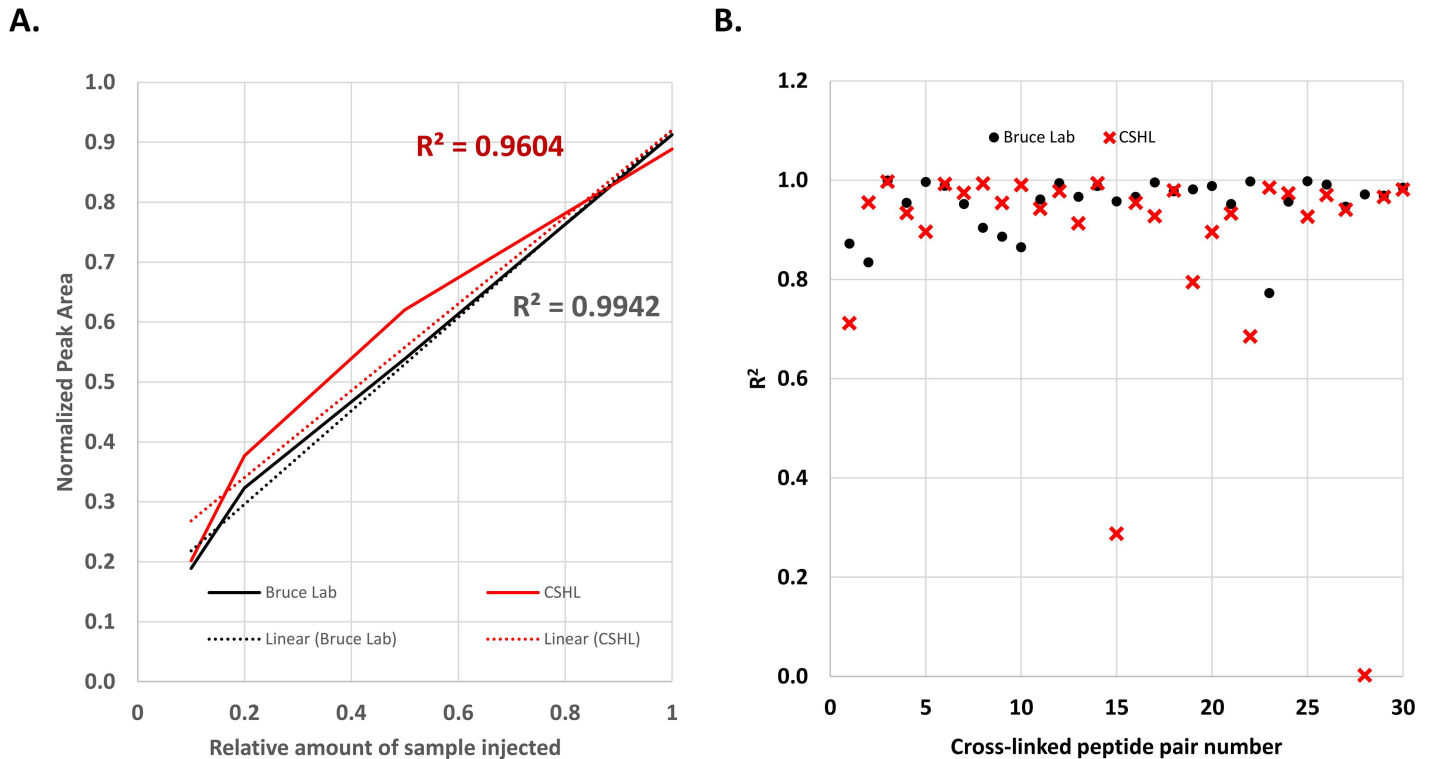 A.
1.0
0.9
0.8
0.7
0.6
0.5
0.4
0.3
0.2
0.1
0.0
Normalized Peak Area
R² = 0.9604
R² = 0.9942
Bruce Lab
CSHL
Linear (Bruce Lab)
Linear (CSHL)
0
0.2
0.4
0.6
0.8
1
Relative amount of sample injected
B.
1.2
1.0
0.8
0.6
0.4
0.2
0.0
R²
Bruce Lab
CSHL
0
5
10
15
20
25
30
Cross-linked peptide pair number